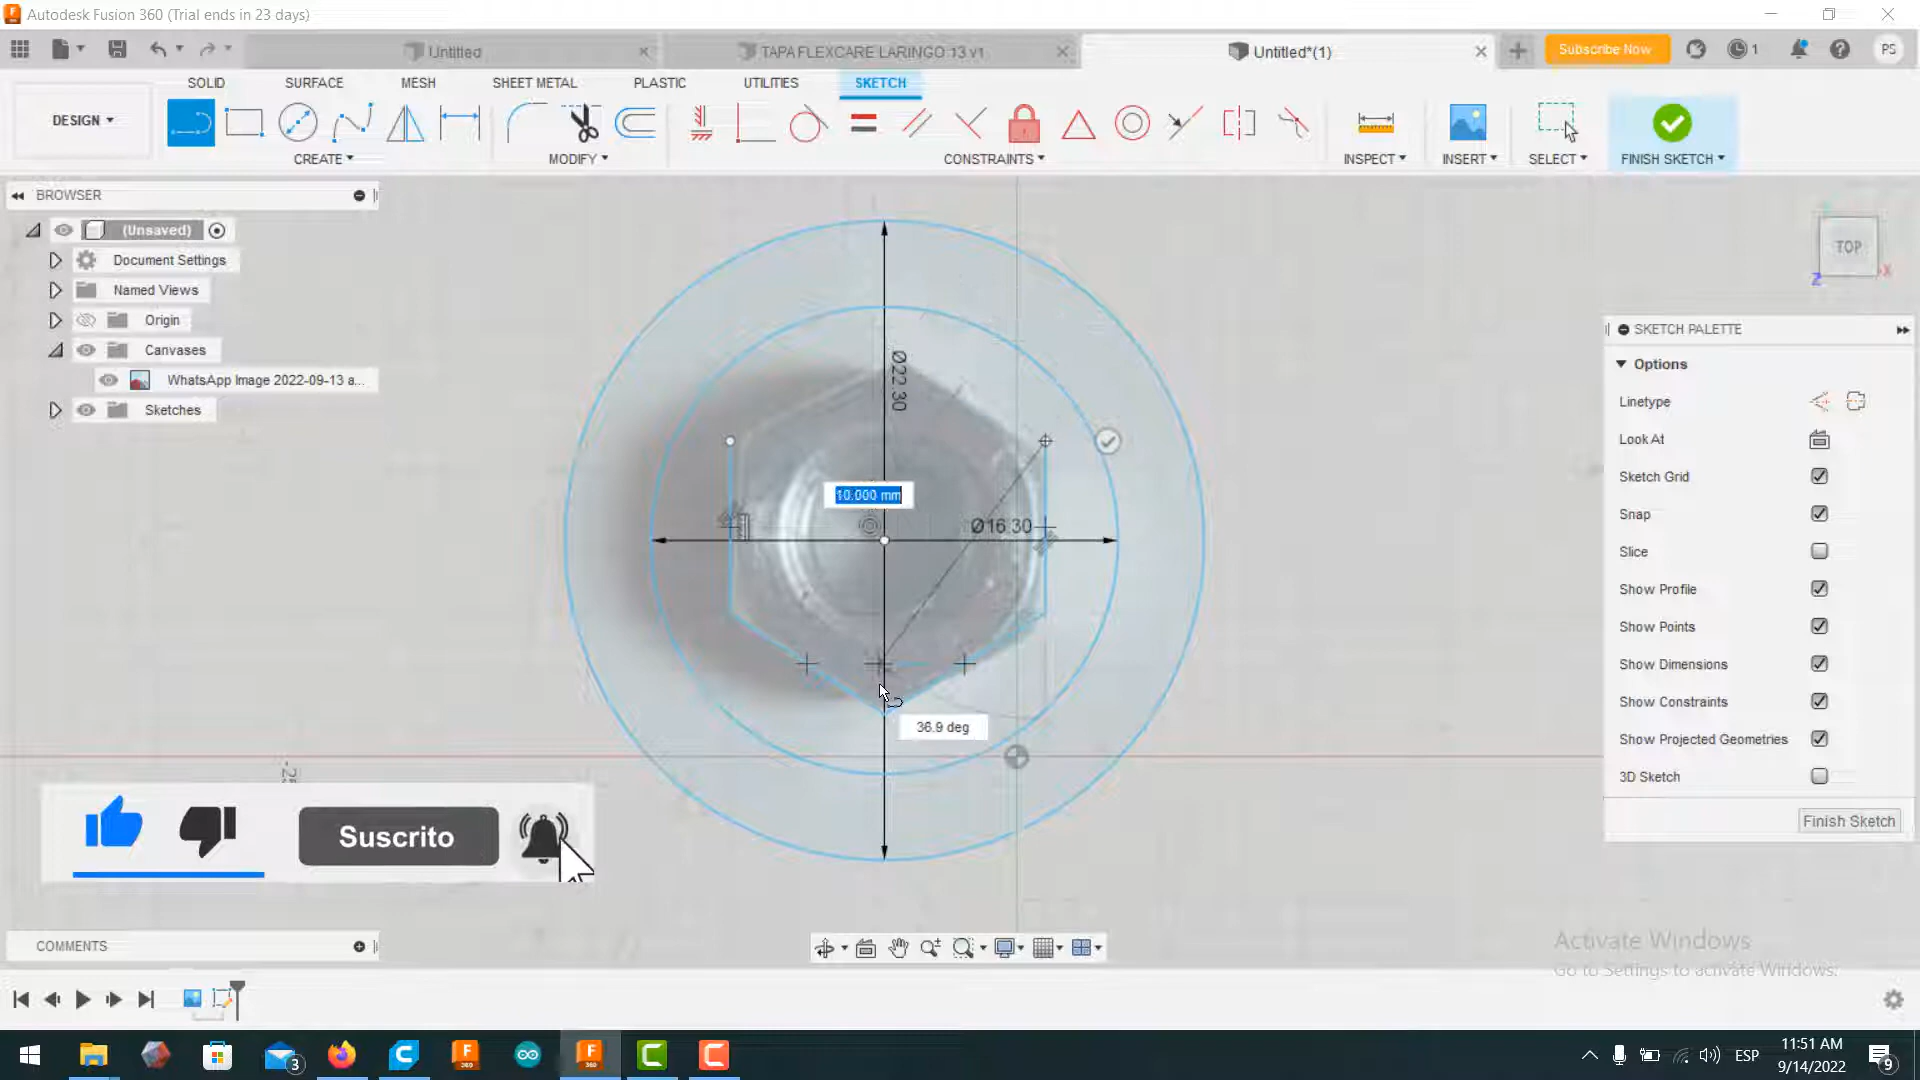 Autodesk Fusion 360 (Trial ends in 23 days)
Untitled
TAPA FLEXCARE LARINGO 13 v1
Untitled*(1)
Subscribe Now
1
PS
DESIGN
SOLID
SURFACE
MESH
SHEET METAL
PLASTIC
UTILITIES
SKETCH
CREATE
MODIFY
CONSTRAINTS
INSPECT
INSERT
SELECT
FINISH SKETCH
BROWSER
(Unsaved)
Document Settings
Named Views
Origin
Canvases
WhatsApp Image 2022-09-13 a...
Sketches
TOP
Z
X
Ø22.30
10.000 mm
Ø16.30
36.9 deg
-25
SKETCH PALETTE
Options
Linetype
Look At
Sketch Grid
Snap
Slice
Show Profile
Show Points
Show Dimensions
Show Constraints
Show Projected Geometries
3D Sketch
Finish Sketch
Suscrito
COMMENTS
Activate Windows
Go to Settings to activate Windows.
3
F
360
F
360
ESP
11:51 AM
9/14/2022
9